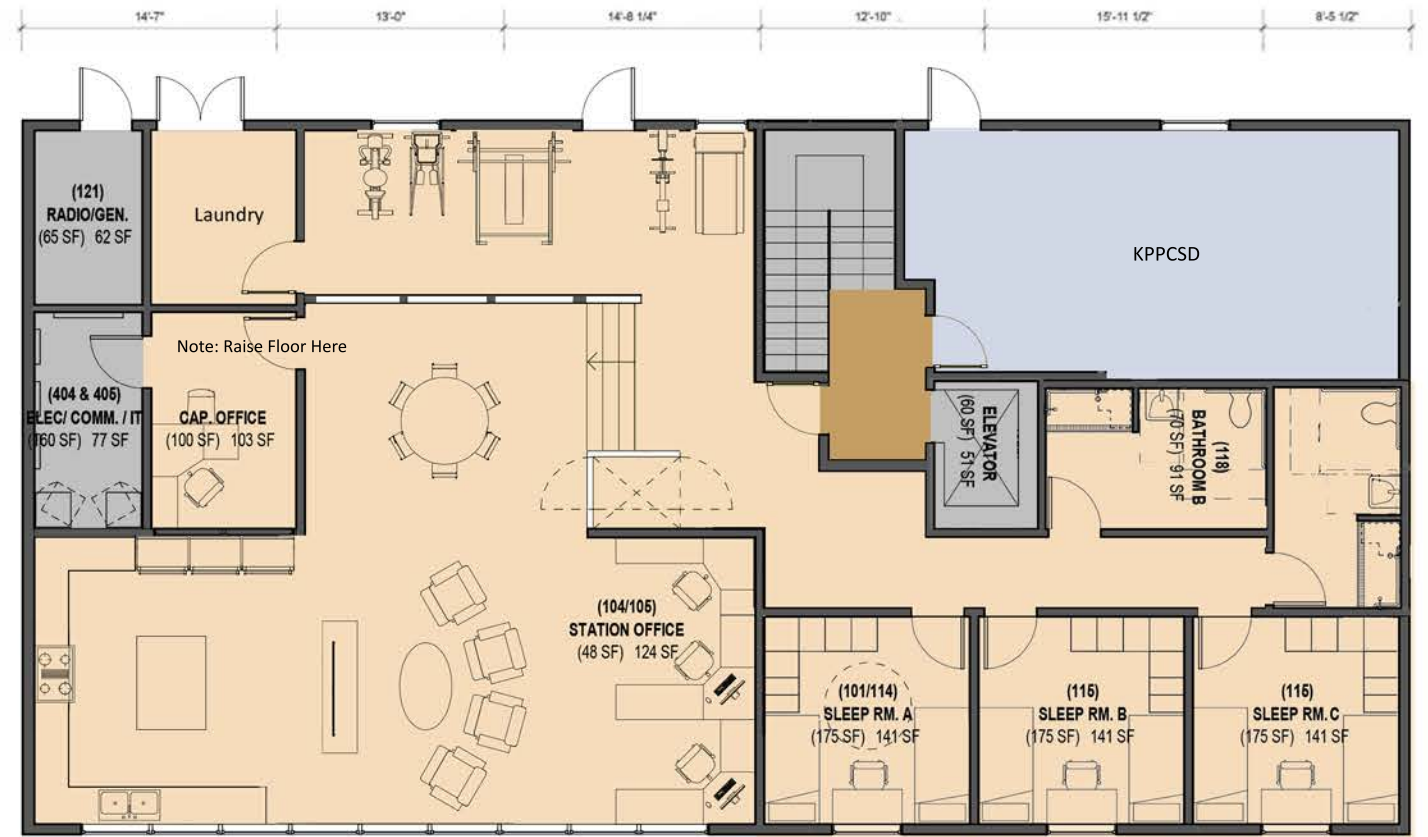 14'-7"
13'-0"
14'-8 1/4"
12'-10"
15'-11 1/2"
8'-5 1/2"
(121)
RADIO/GEN.
(65 SF) 62 SF
Laundry
KPPCSD
Note: Raise Floor Here
(404 & 405)
ELEC/ COMM. / IT
(160 SF) 77 SF
CAP. OFFICE
(100 SF) 103 SF
ELEVATOR
(60 SF) 51 SF
(118)
BATHROOM B
(70 SF) 91 SF
(104/105)
STATION OFFICE
(48 SF) 124 SF
(101/114)
SLEEP RM. A
(175 SF) 141 SF
(115)
SLEEP RM. B
(175 SF) 141 SF
(115)
SLEEP RM. C
(175 SF) 141 SF